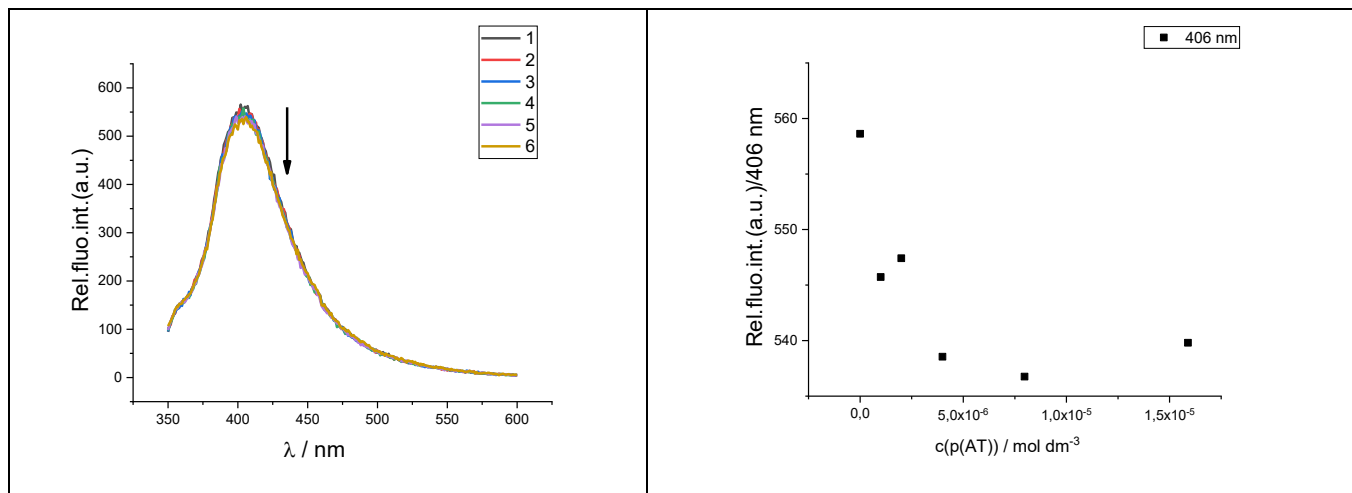 1
2
3
4
5
6
600
500
400
300
200
100
0
Rel.fluo.int.(a.u.)
350 400 450 500 550 600
λ / nm
406 nm
560
550
540
Rel.fluo.int.(a.u.)/406 nm
0,0 5,0x10⁻⁶ 1,0x10⁻⁵ 1,5x10⁻⁵
c(p(AT)) / mol dm⁻³